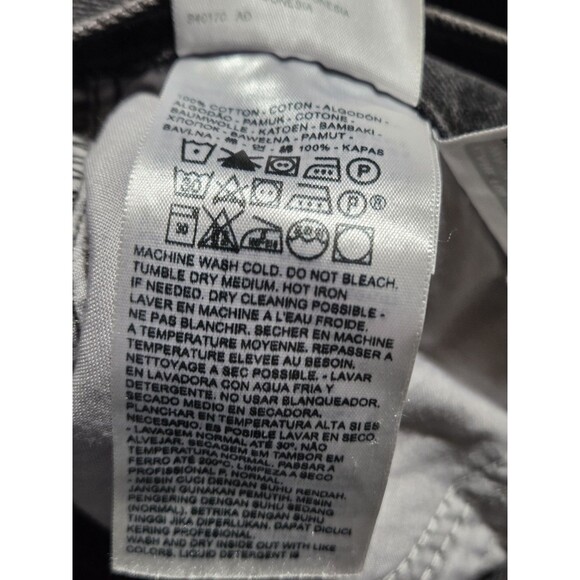 340170 AD
100% COTTON - COTON - ALGODÓN -
ALGODÃO - PAMUK - COTONE -
BAUMWOLLE - KATOEN - BAMBAKI -
ХЛОПОК - BAWEŁNA - PAMUT -
BAVLNA - 綿 - 棉 - 100% - KAPAS
P
30 P ®
30
MACHINE WASH COLD. DO NOT BLEACH.
TUMBLE DRY MEDIUM. HOT IRON
IF NEEDED. DRY CLEANING POSSIBLE -
LAVER EN MACHINE A L'EAU FROIDE.
NE PAS BLANCHIR. SECHER EN MACHINE
A TEMPERATURE MOYENNE. REPASSER A
TEMPERATURE ELEVEE AU BESOIN.
NETTOYAGE A SEC POSSIBLE. - LAVAR
EN LAVADORA CON AGUA FRIA Y
DETERGENTE. NO USAR BLANQUEADOR.
SECADO MEDIO EN SECADORA.
PLANCHAR EN TEMPERATURA ALTA SI ES
NECESARIO. ES POSIBLE LAVAR EN SECO.
- LAVAGEM NORMAL ATÉ 30º. NÃO
ALVEJAR. SECAGEM EM TAMBOR EM
TEMPERATURA NORMAL. PASSAR A
FERRO ATÉ 200ºC. LIMPEZA A SECO
PROFISSIONAL P, NORMAL.
- MESIN CUCI DENGAN SUHU RENDAH.
JANGAN GUNAKAN PEMUTIH. MESIN
PENGERING DENGAN SUHU SEDANG
(NORMAL). SETRIKA DENGAN SUHU
TINGGI JIKA DIPERLUKAN. DAPAT DICUCI
KERING PROFESIONAL.
WASH AND DRY INSIDE OUT WITH LIKE
COLORS. LIQUID DETERGENT IS